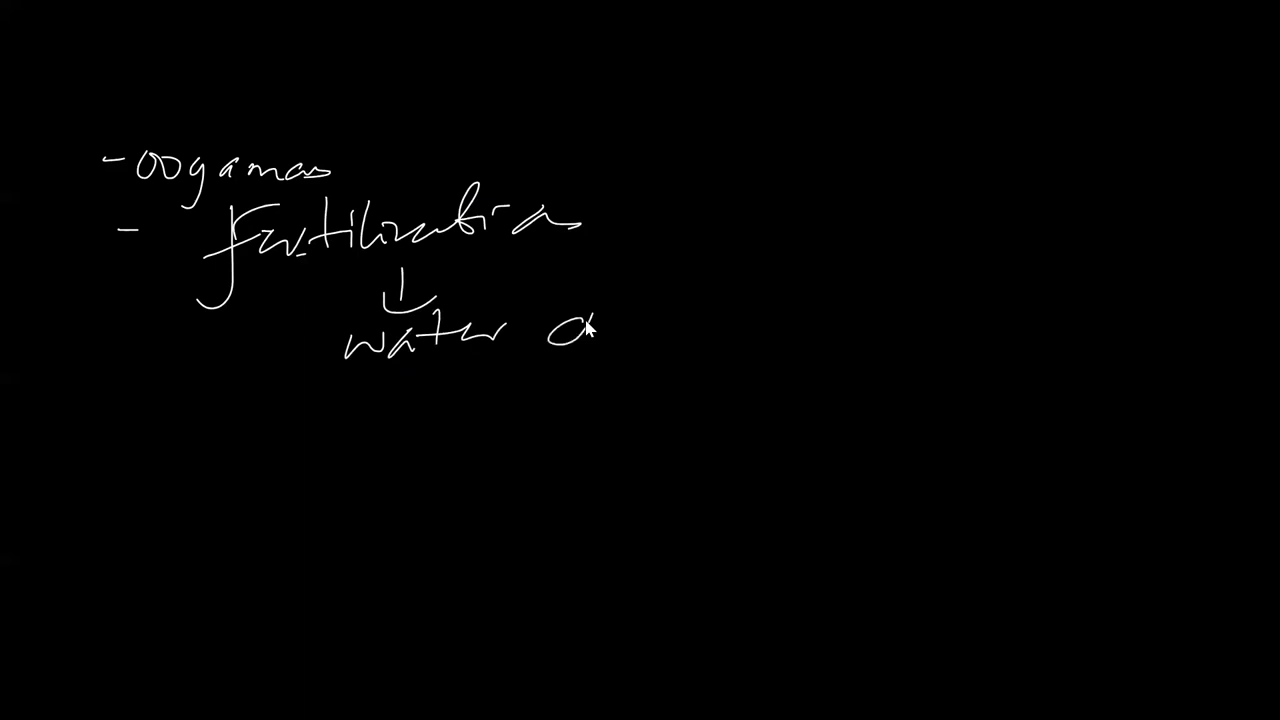 - oogamous
- fertilization
↓
water